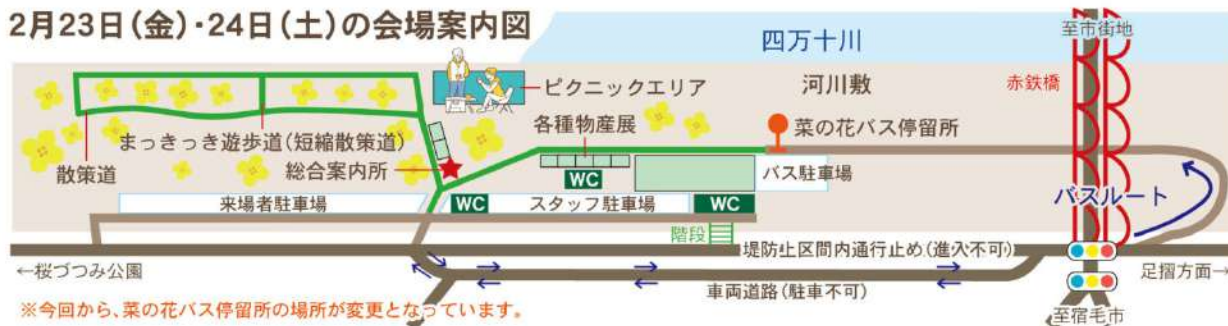 2月23日(金)・24日(土)の会場案内図
四万十川
至市街地
赤鉄橋
河川敷
ピクニックエリア
各種物産展
菜の花バス停留所
まっきっき遊歩道(短縮散策道)
散策道
総合案内所
WC
バス駐車場
来場者駐車場
WC
スタッフ駐車場
WC
バスルート
階段
堤防上区間内通行止め(進入不可)
←桜づつみ公園
足摺方面→
車両道路(駐車不可)
※今回から、菜の花バス停留所の場所が変更となっています。
至宿毛市